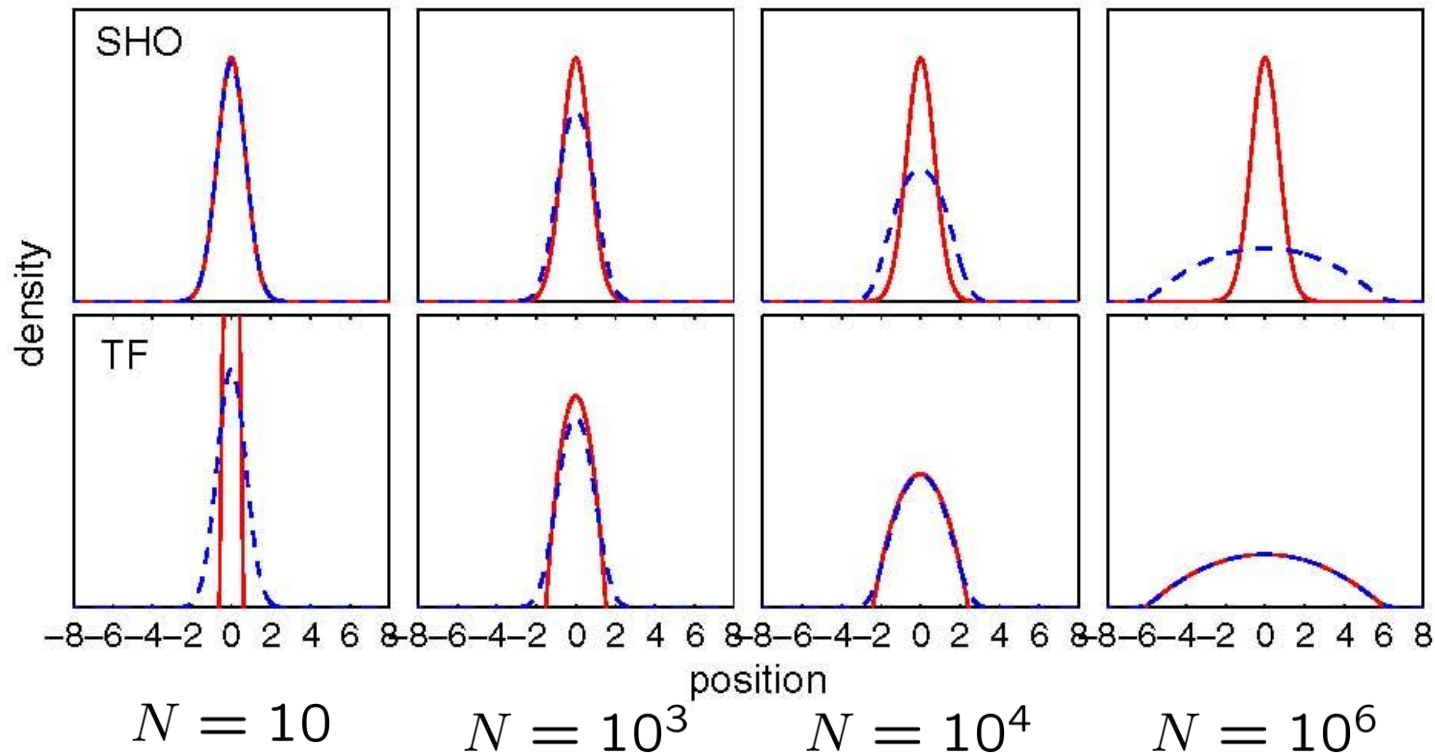 SHO
TF
density
-8 -6 -4 -2 0 2 4 6 8 -8 -6 -4 -2 0 2 4 6 8 -8 -6 -4 -2 0 2 4 6 8 -8 -6 -4 -2 0 2 4 6 8
position
N = 10 N = 10³ N = 10⁴ N = 10⁶